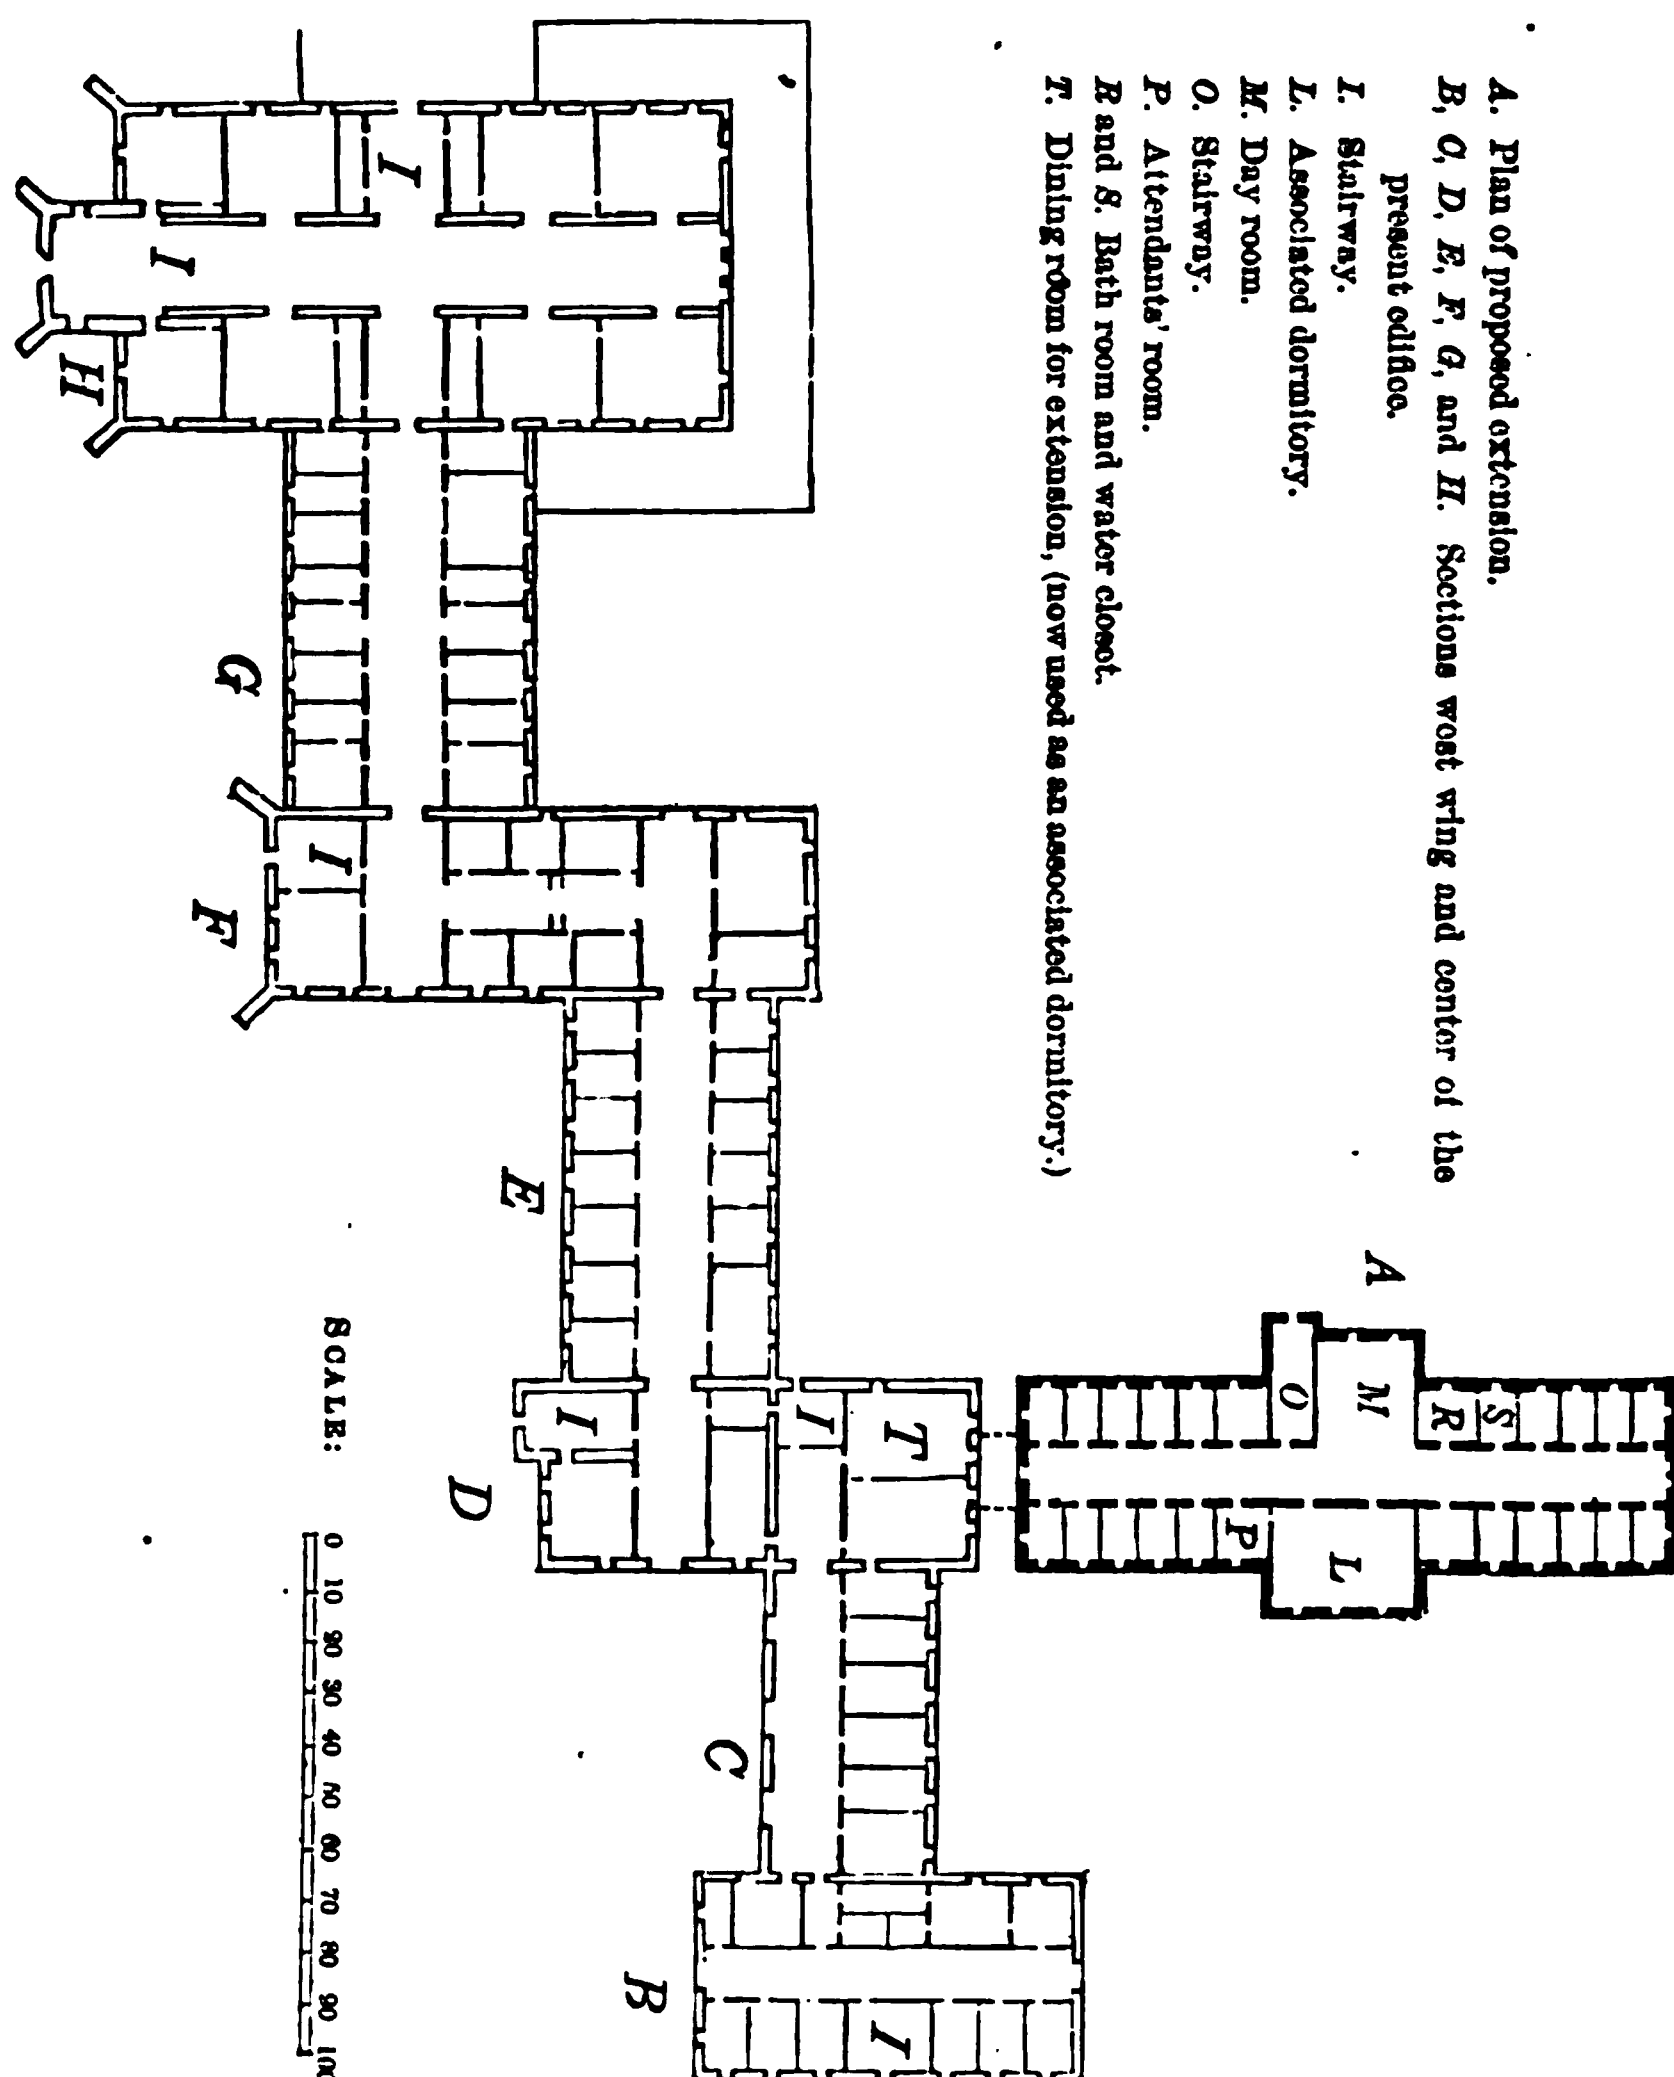 A. Plan of proposed extension.
B, C, D, E, F, G, and H. Sections west wing and center of the
present edifice.
I. Stairway.
L. Associated dormitory.
M. Day room.
O. Stairway.
P. Attendants' room.
R and S. Bath room and water closet.
T. Dining room for extension, (now used as an associated dormitory.)
A
O
M
R
S
P
L
I
I
H
G
I
F
E
I
I
T
D
C
B
I
SCALE:
0 10 20 30 40 50 60 70 80 90 100